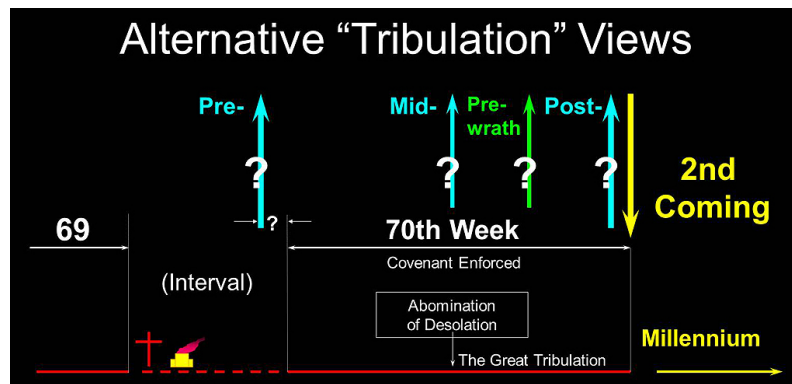 Alternative “Tribulation” Views
Pre-
Mid-
Pre-
wrath
Post-
?
?
?
?
2nd
Coming
?
69
70th Week
Covenant Enforced
(Interval)
Abomination
of Desolation
Millennium
The Great Tribulation